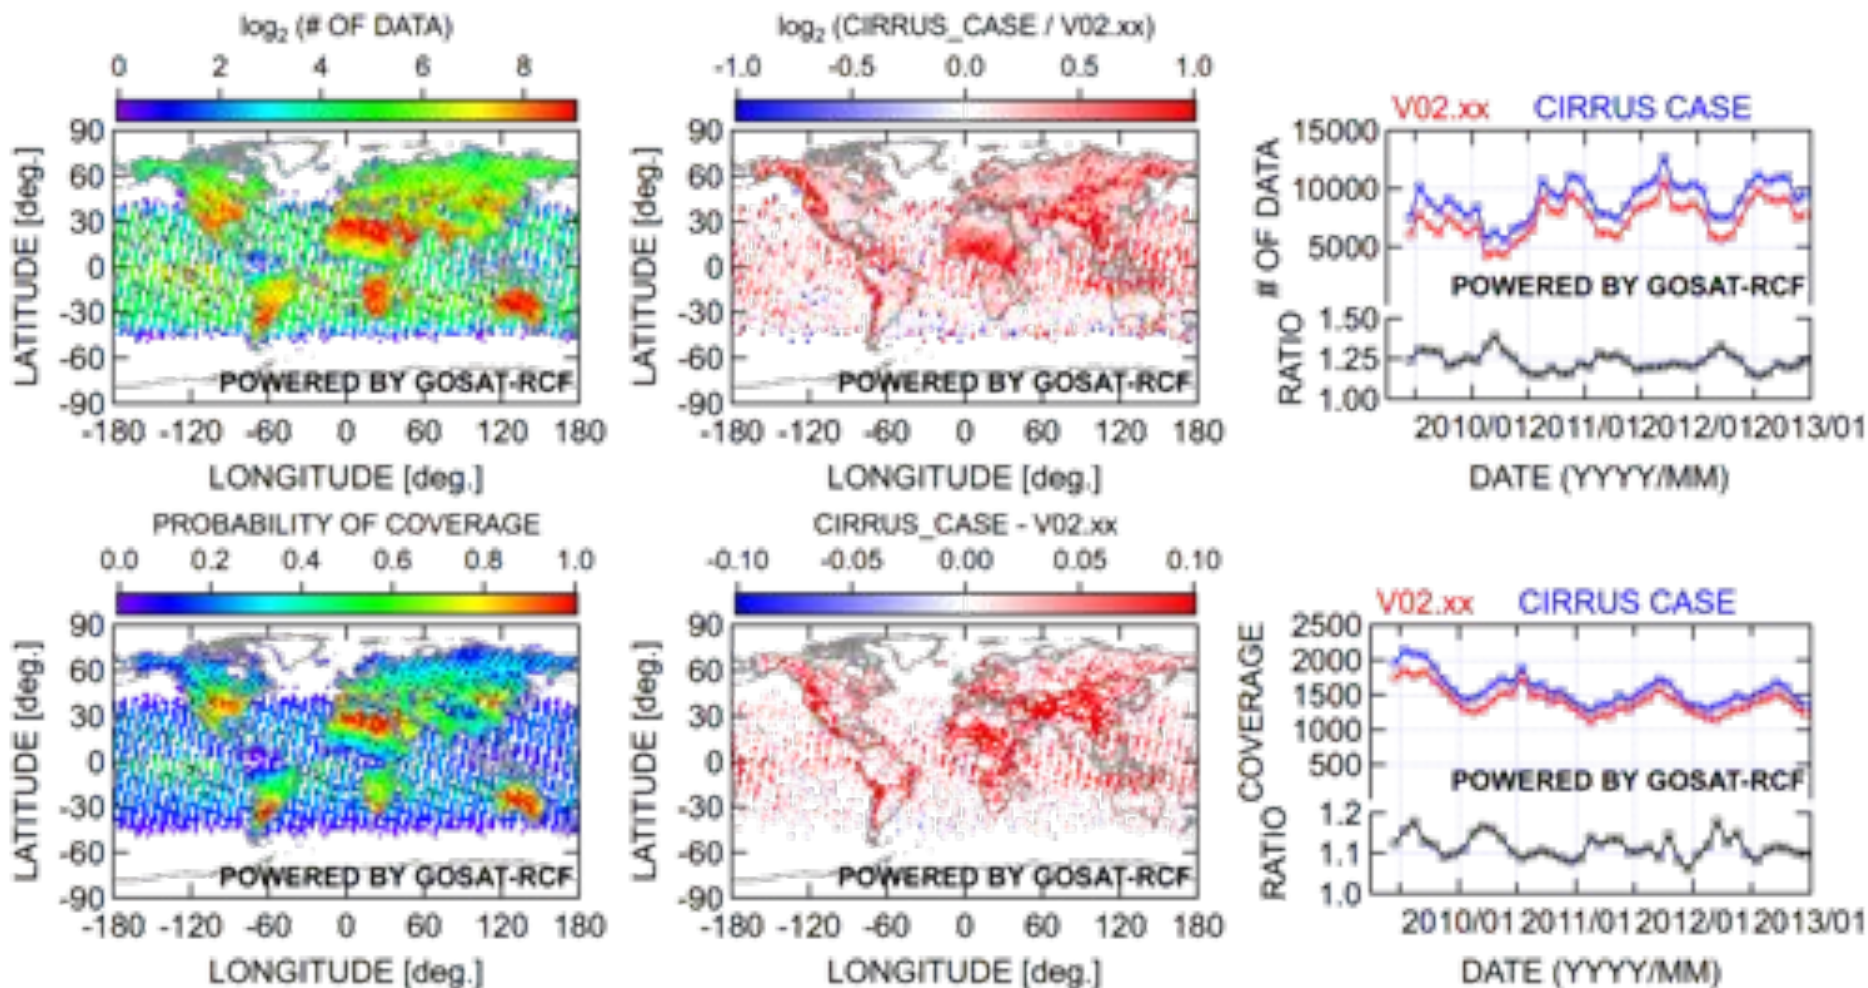 log₂ (# OF DATA)
0 2 4 6 8
90
60
30
0
-30
-60
-90
LATITUDE [deg.]
POWERED BY GOSAT-RCF
-180 -120 -60 0 60 120 180
LONGITUDE [deg.]
log₂ (CIRRUS_CASE / V02.xx)
-1.0 -0.5 0.0 0.5 1.0
90
60
30
0
-30
-60
-90
LATITUDE [deg.]
POWERED BY GOSAT-RCF
-180 -120 -60 0 60 120 180
LONGITUDE [deg.]
V02.xx CIRRUS CASE
15000
10000
5000
# OF DATA
POWERED BY GOSAT-RCF
1.50
1.25
1.00
RATIO
2010/01 2011/01 2012/01 2013/01
DATE (YYYY/MM)
PROBABILITY OF COVERAGE
0.0 0.2 0.4 0.6 0.8 1.0
90
60
30
0
-30
-60
-90
LATITUDE [deg.]
POWERED BY GOSAT-RCF
-180 -120 -60 0 60 120 180
LONGITUDE [deg.]
CIRRUS_CASE - V02.xx
-0.10 -0.05 0.00 0.05 0.10
90
60
30
0
-30
-60
-90
LATITUDE [deg.]
POWERED BY GOSAT-RCF
-180 -120 -60 0 60 120 180
LONGITUDE [deg.]
V02.xx CIRRUS CASE
2500
2000
1500
1000
500
COVERAGE
POWERED BY GOSAT-RCF
1.2
1.1
1.0
RATIO
2010/01 2011/01 2012/01 2013/01
DATE (YYYY/MM)